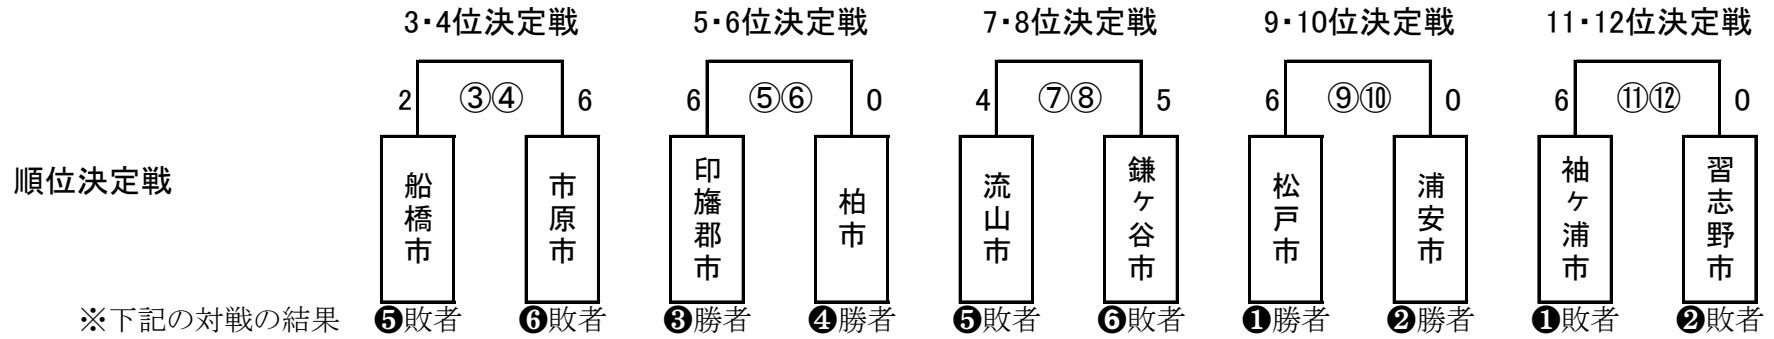 3・4位決定戦 5・6位決定戦 7・8位決定戦 9・10位決定戦 11・12位決定戦
2 ③④ 6 6 ⑤⑥ 0 4 ⑦⑧ 5 6 ⑨⑩ 0 6 ⑪⑫ 0
順位決定戦
船橋市
市原市
印旛郡市
柏市
流山市
鎌ヶ谷市
松戸市
浦安市
袖ヶ浦市
習志野市
※下記の対戦の結果 ❺敗者 ❻敗者 ❸勝者 ❹勝者 ❺敗者 ❻敗者 ❶勝者 ❷勝者 ❶敗者 ❷敗者